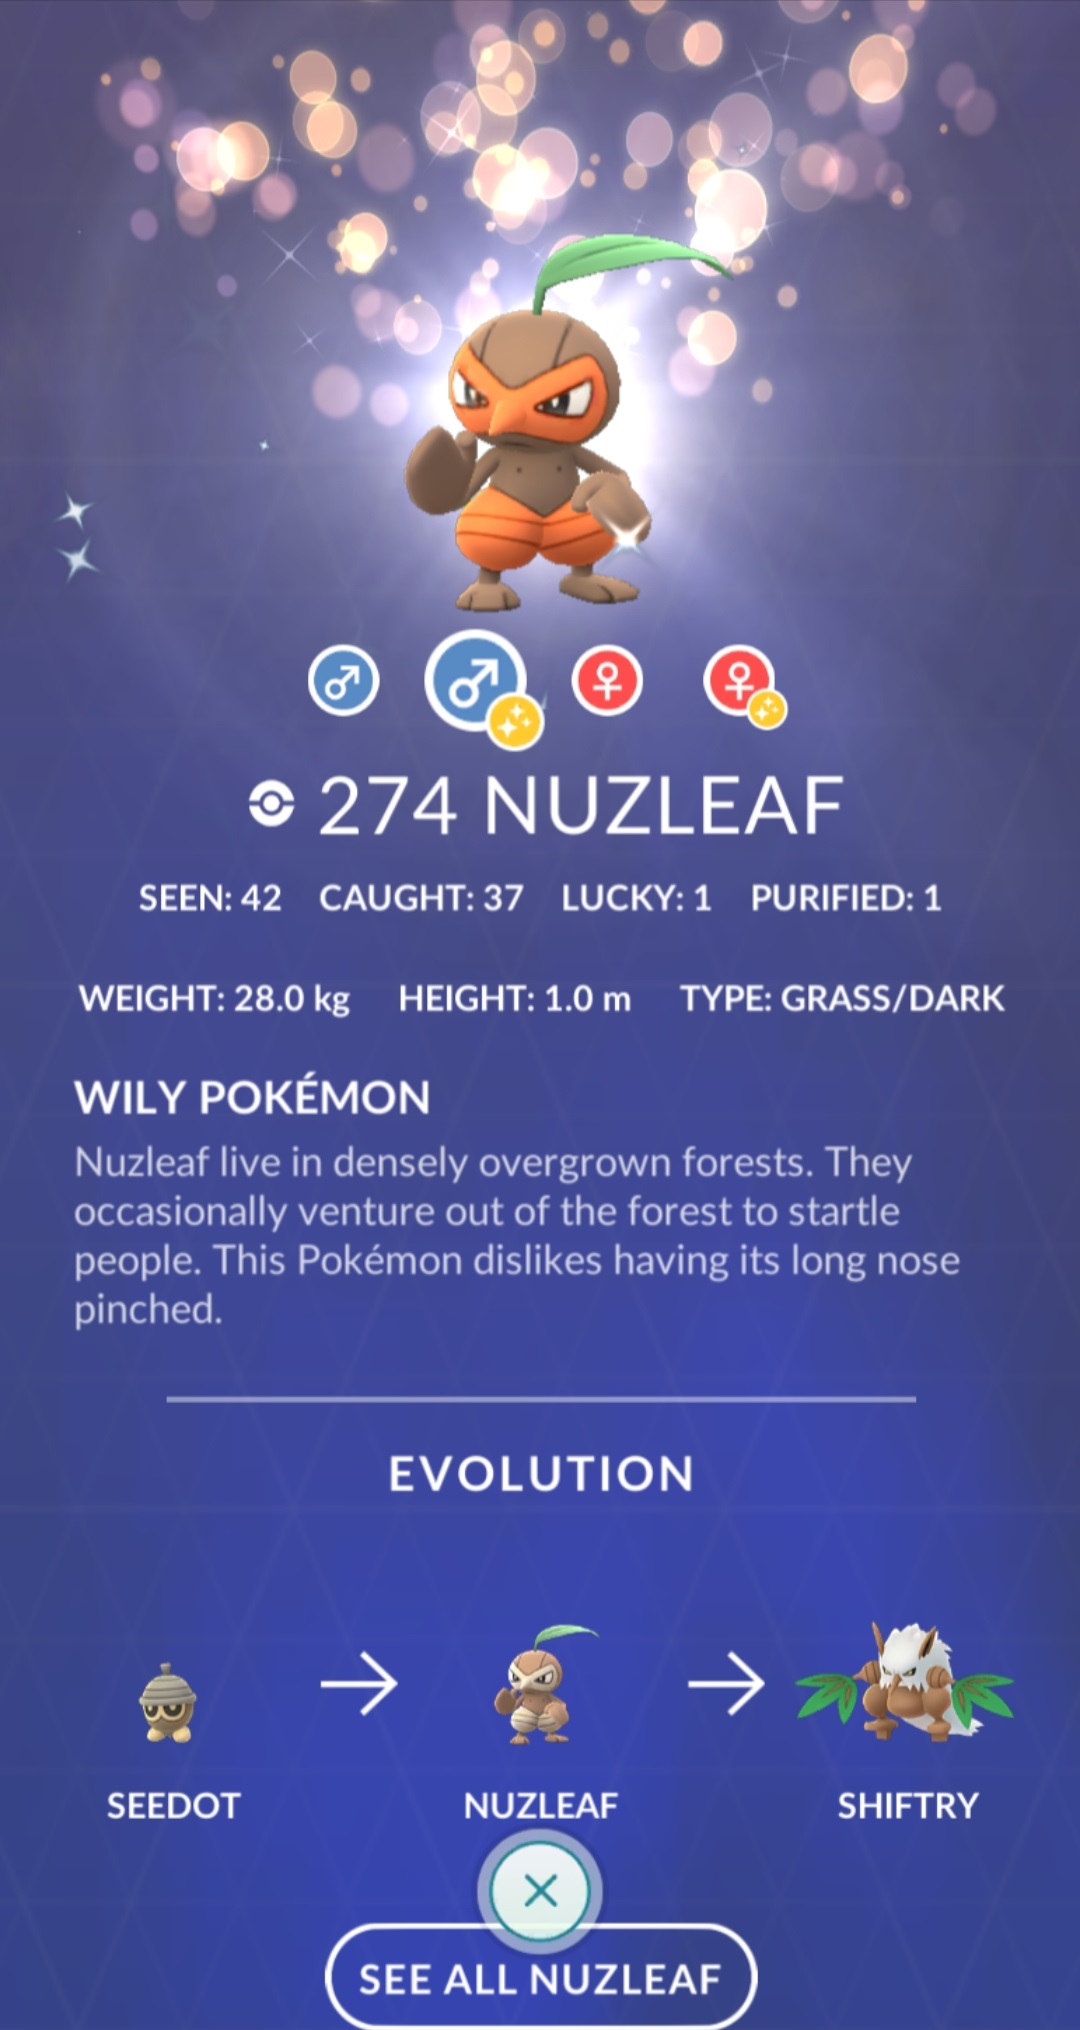 274 NUZLEAF
SEEN: 42 CAUGHT: 37 LUCKY: 1 PURIFIED: 1
WEIGHT: 28.0 kg HEIGHT: 1.0 m TYPE: GRASS/DARK
WILY POKÉMON
Nuzleaf live in densely overgrown forests. They
occasionally venture out of the forest to startle
people. This Pokémon dislikes having its long nose
pinched.
EVOLUTION
SEEDOT NUZLEAF SHIFTRY
SEE ALL NUZLEAF